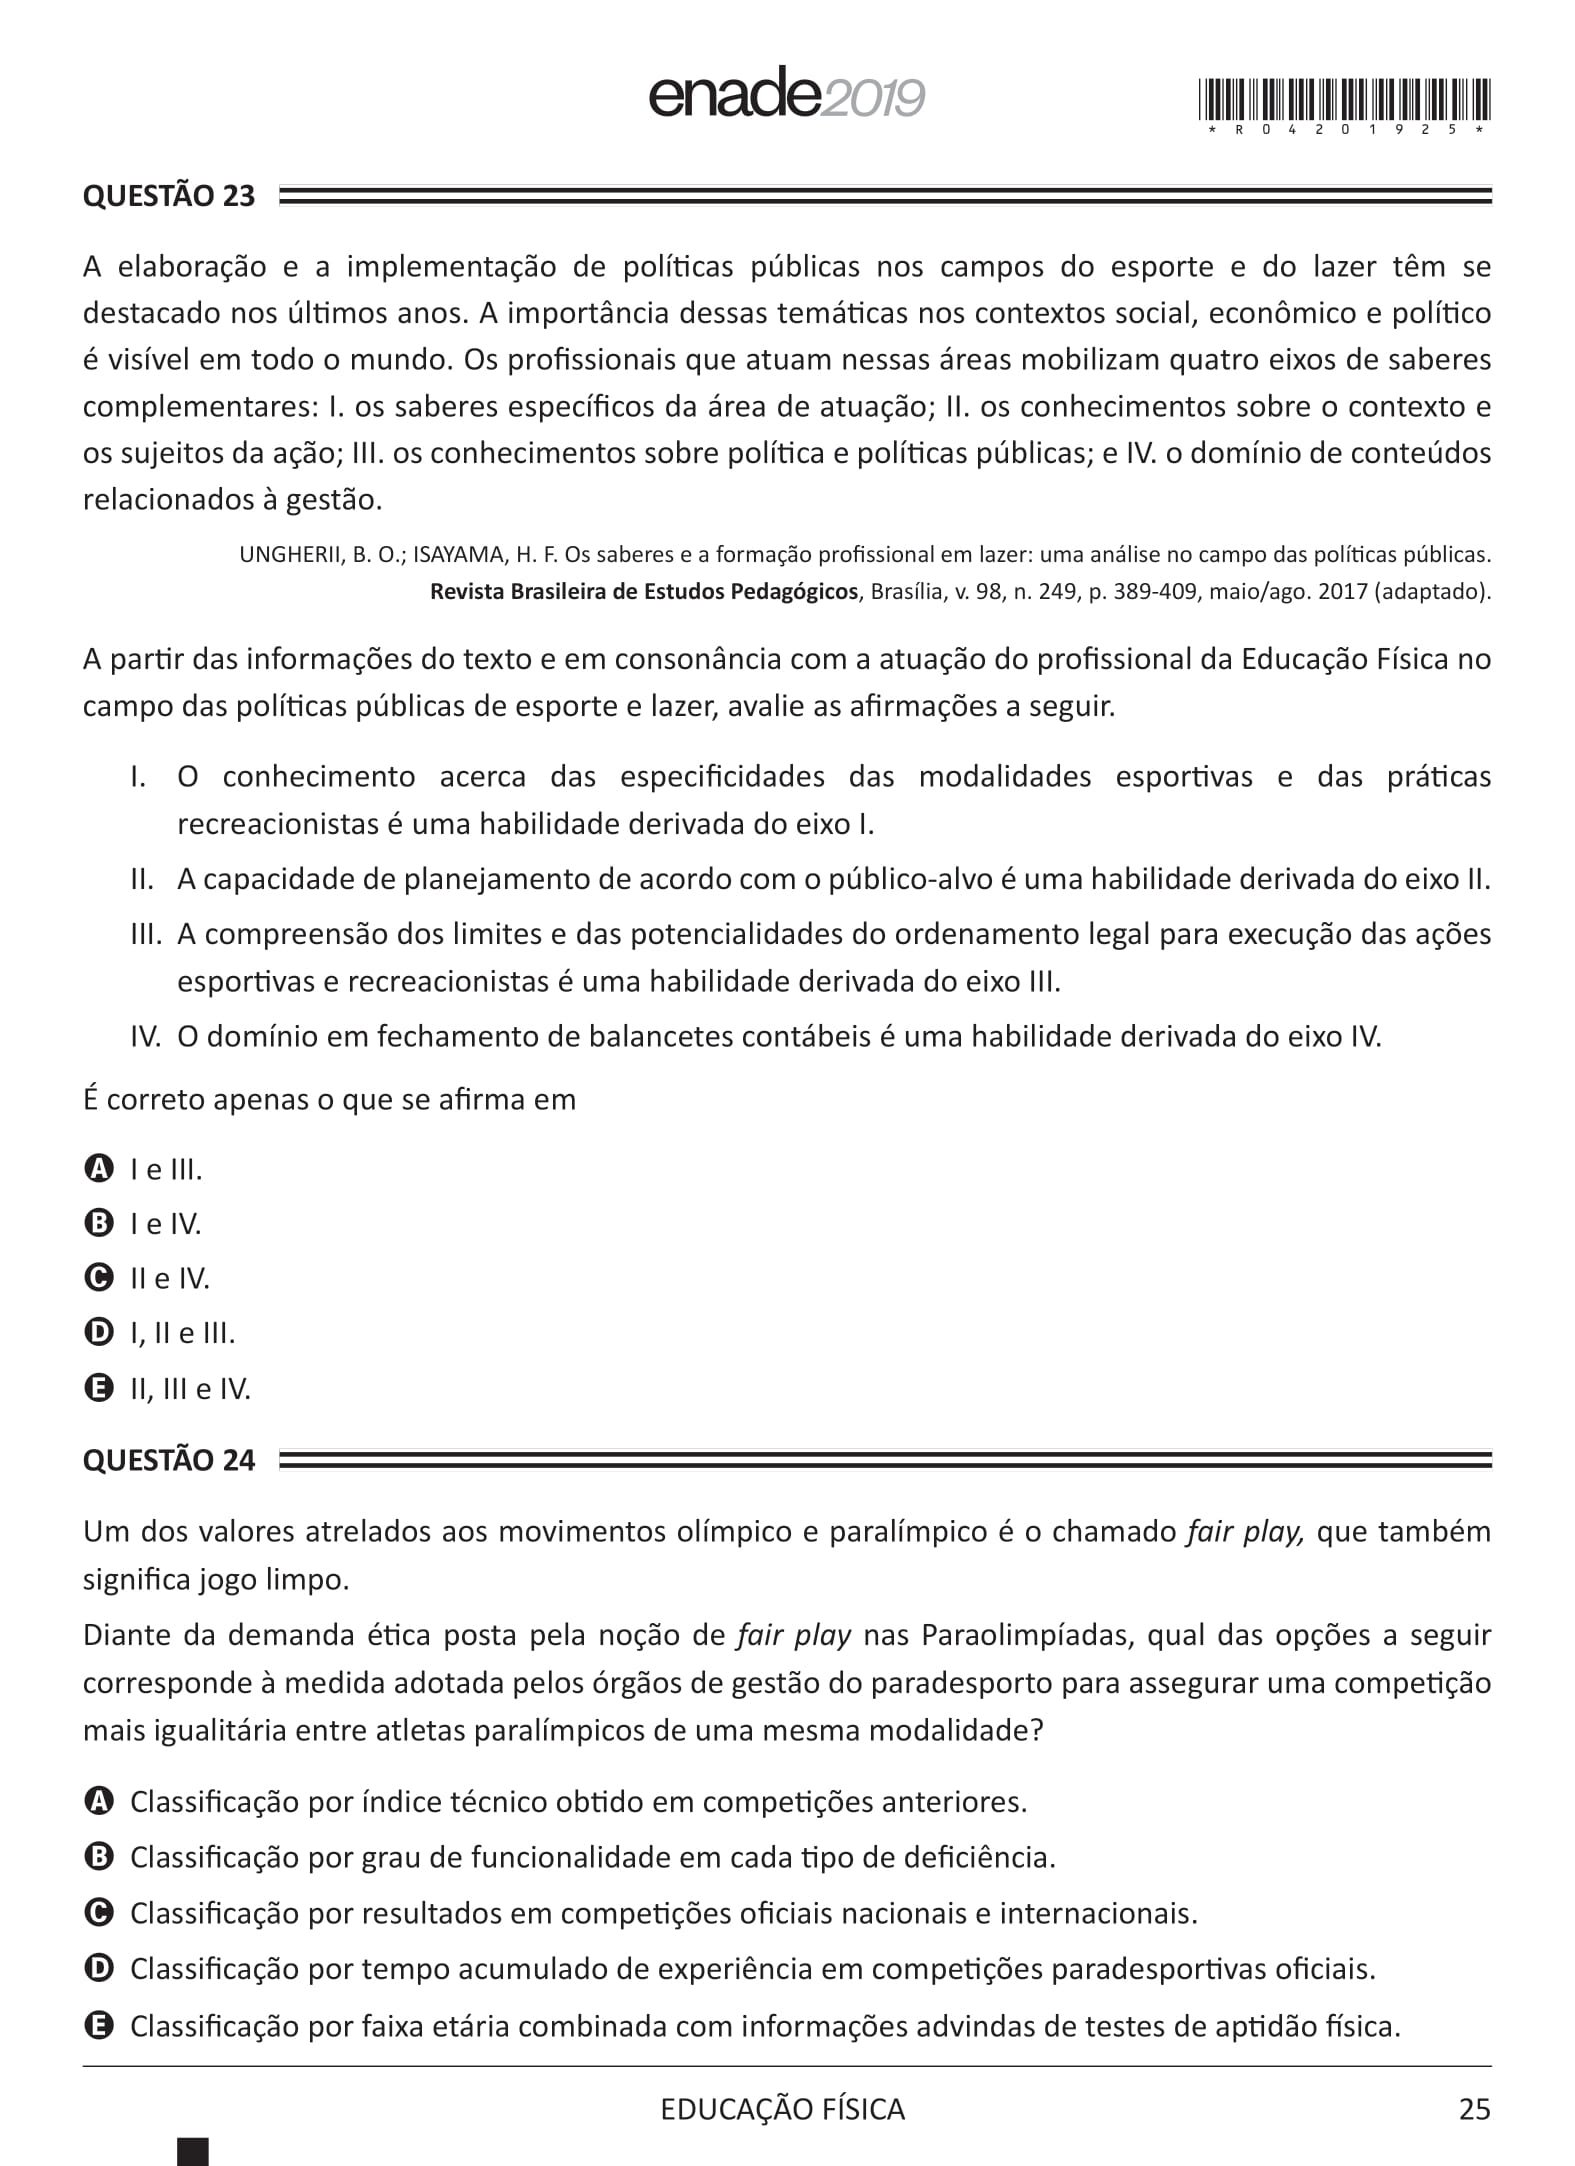 enade2019
*R04201925*
QUESTÃO 23
A elaboração e a implementação de políticas públicas nos campos do esporte e do lazer têm se
destacado nos últimos anos. A importância dessas temáticas nos contextos social, econômico e político
é visível em todo o mundo. Os profissionais que atuam nessas áreas mobilizam quatro eixos de saberes
complementares: I. os saberes específicos da área de atuação; II. os conhecimentos sobre o contexto e
os sujeitos da ação; III. os conhecimentos sobre política e políticas públicas; e IV. o domínio de conteúdos
relacionados à gestão.
UNGHERII, B. O.; ISAYAMA, H. F. Os saberes e a formação profissional em lazer: uma análise no campo das políticas públicas.
Revista Brasileira de Estudos Pedagógicos, Brasília, v. 98, n. 249, p. 389-409, maio/ago. 2017 (adaptado).
A partir das informações do texto e em consonância com a atuação do profissional da Educação Física no
campo das políticas públicas de esporte e lazer, avalie as afirmações a seguir.
I. O conhecimento acerca das especificidades das modalidades esportivas e das práticas
recreacionistas é uma habilidade derivada do eixo I.
II. A capacidade de planejamento de acordo com o público-alvo é uma habilidade derivada do eixo II.
III. A compreensão dos limites e das potencialidades do ordenamento legal para execução das ações
esportivas e recreacionistas é uma habilidade derivada do eixo III.
IV. O domínio em fechamento de balancetes contábeis é uma habilidade derivada do eixo IV.
É correto apenas o que se afirma em
A I e III.
B I e IV.
C II e IV.
D I, II e III.
E II, III e IV.
QUESTÃO 24
Um dos valores atrelados aos movimentos olímpico e paralímpico é o chamado fair play, que também
significa jogo limpo.
Diante da demanda ética posta pela noção de fair play nas Paraolimpíadas, qual das opções a seguir
corresponde à medida adotada pelos órgãos de gestão do paradesporto para assegurar uma competição
mais igualitária entre atletas paralímpicos de uma mesma modalidade?
A Classificação por índice técnico obtido em competições anteriores.
B Classificação por grau de funcionalidade em cada tipo de deficiência.
C Classificação por resultados em competições oficiais nacionais e internacionais.
D Classificação por tempo acumulado de experiência em competições paradesportivas oficiais.
E Classificação por faixa etária combinada com informações advindas de testes de aptidão física.
EDUCAÇÃO FÍSICA
25